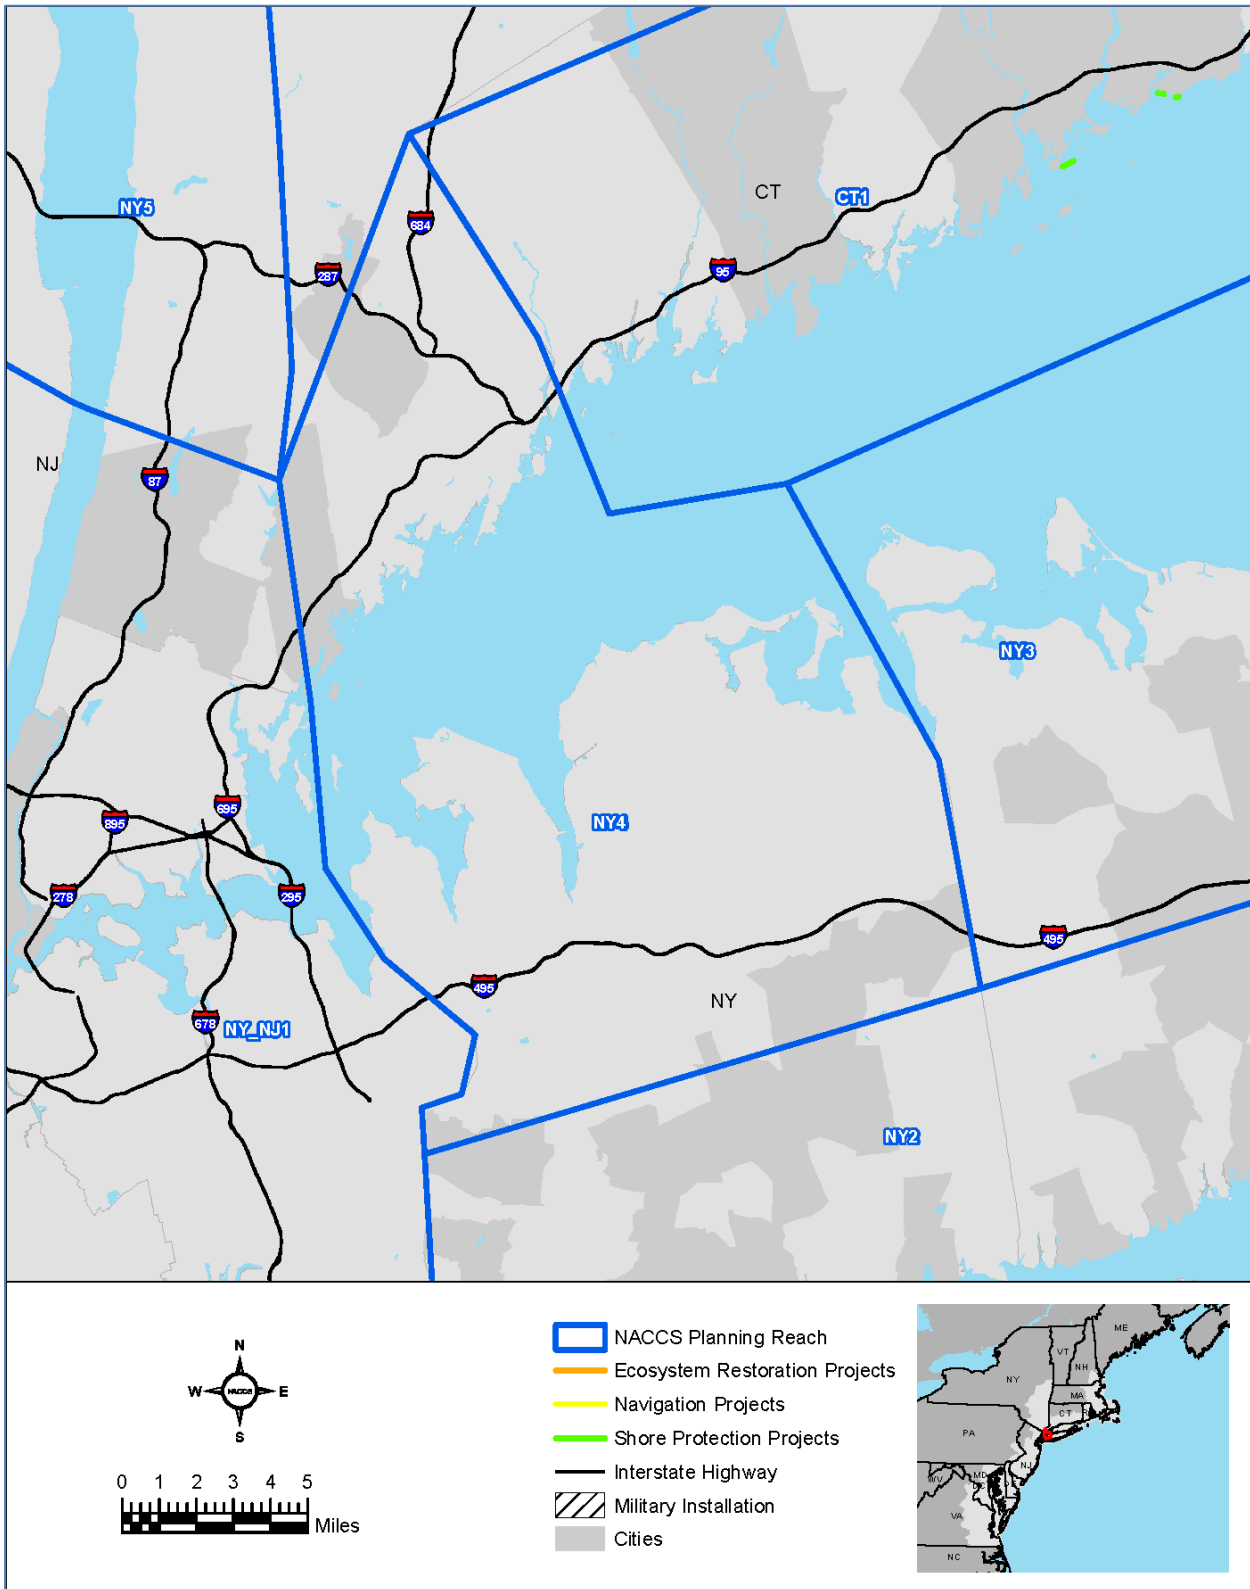 NY5
684
CT
CT1
287
95
NJ
87
NY3
NY4
695
895
278
295
495
495
678
NY_NJ1
NY
NY2
N
W
NACCS
E
S
0 1 2 3 4 5
Miles
NACCS Planning Reach
Ecosystem Restoration Projects
Navigation Projects
Shore Protection Projects
Interstate Highway
Military Installation
Cities
ME
VT
NH
NY
MA
CT
PA
NJ
MD
WV
VA
NC